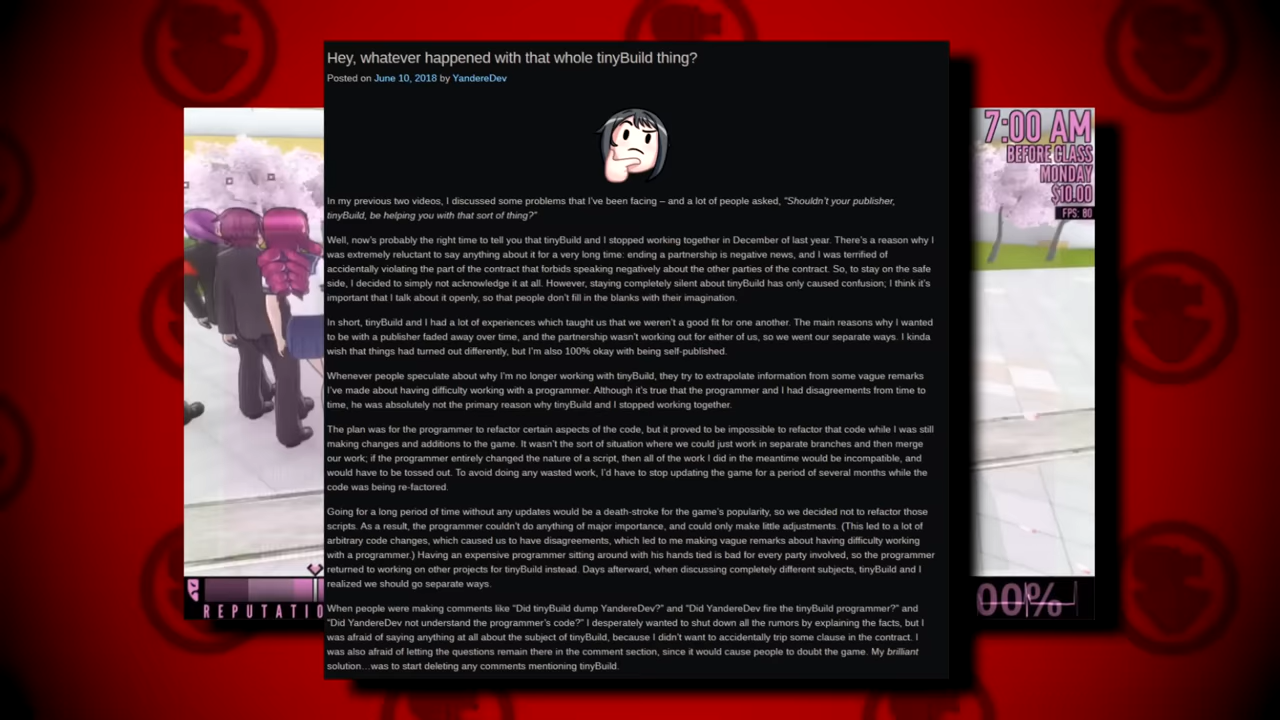 Hey, whatever happened with that whole tinyBuild thing?
Posted on June 10, 2018 by YandereDev
In my previous two videos, I discussed some problems that I've been facing – and a lot of people asked, "Shouldn't your publisher,
tinyBuild, be helping you with that sort of thing?"
Well, now's probably the right time to tell you that tinyBuild and I stopped working together in December of last year. There's a reason why I
was extremely reluctant to say anything about it for a very long time: ending a partnership is negative news, and I was terrified of
accidentally violating the part of the contract that forbids speaking negatively about the other parties of the contract. So, to stay on the safe
side, I decided to simply not acknowledge it at all. However, staying completely silent about tinyBuild has only caused confusion; I think it's
important that I talk about it openly, so that people don't fill in the blanks with their imagination.
In short, tinyBuild and I had a lot of experiences which taught us that we weren't a good fit for one another. The main reasons why I wanted
to be with a publisher faded away over time, and the partnership wasn't working out for either of us, so we went our separate ways. I kinda
wish that things had turned out differently, but I'm also 100% okay with being self-published.
Whenever people speculate about why I'm no longer working with tinyBuild, they try to extrapolate information from some vague remarks
I've made about having difficulty working with a programmer. Although it's true that the programmer and I had disagreements from time to
time, he was absolutely not the primary reason why tinyBuild and I stopped working together.
The plan was for the programmer to refactor certain aspects of the code, but it proved to be impossible to refactor that code while I was still
making changes and additions to the game. It wasn't the sort of situation where we could just work in separate branches and then merge
our work; if the programmer entirely changed the nature of a script, then all of the work I did in the meantime would be incompatible, and
would have to be tossed out. To avoid doing any wasted work, I'd have to stop updating the game for a period of several months while the
code was being re-factored.
Going for a long period of time without any updates would be a death-stroke for the game's popularity, so we decided not to refactor those
scripts. As a result, the programmer couldn't do anything of major importance, and could only make little adjustments. (This led to a lot of
arbitrary code changes, which caused us to have disagreements, which led to me making vague remarks about having difficulty working
with a programmer.) Having an expensive programmer sitting around with his hands tied is bad for every party involved, so the programmer
returned to working on other projects for tinyBuild instead. Days afterward, when discussing completely different subjects, tinyBuild and I
realized we should go separate ways.
When people were making comments like "Did tinyBuild dump YandereDev?" and "Did YandereDev fire the tinyBuild programmer?" and
"Did YandereDev not understand the programmer's code?" I desperately wanted to shut down all the rumors by explaining the facts, but I
was afraid of saying anything at all about the subject of tinyBuild, because I didn't want to accidentally trip some clause in the contract. I
was also afraid of letting the questions remain there in the comment section, since it would cause people to doubt the game. My brilliant
solution…was to start deleting any comments mentioning tinyBuild.
7:00 AM
BEFORE CLASS
MONDAY
$10.00
FPS: 80
REPUTATIO
00%